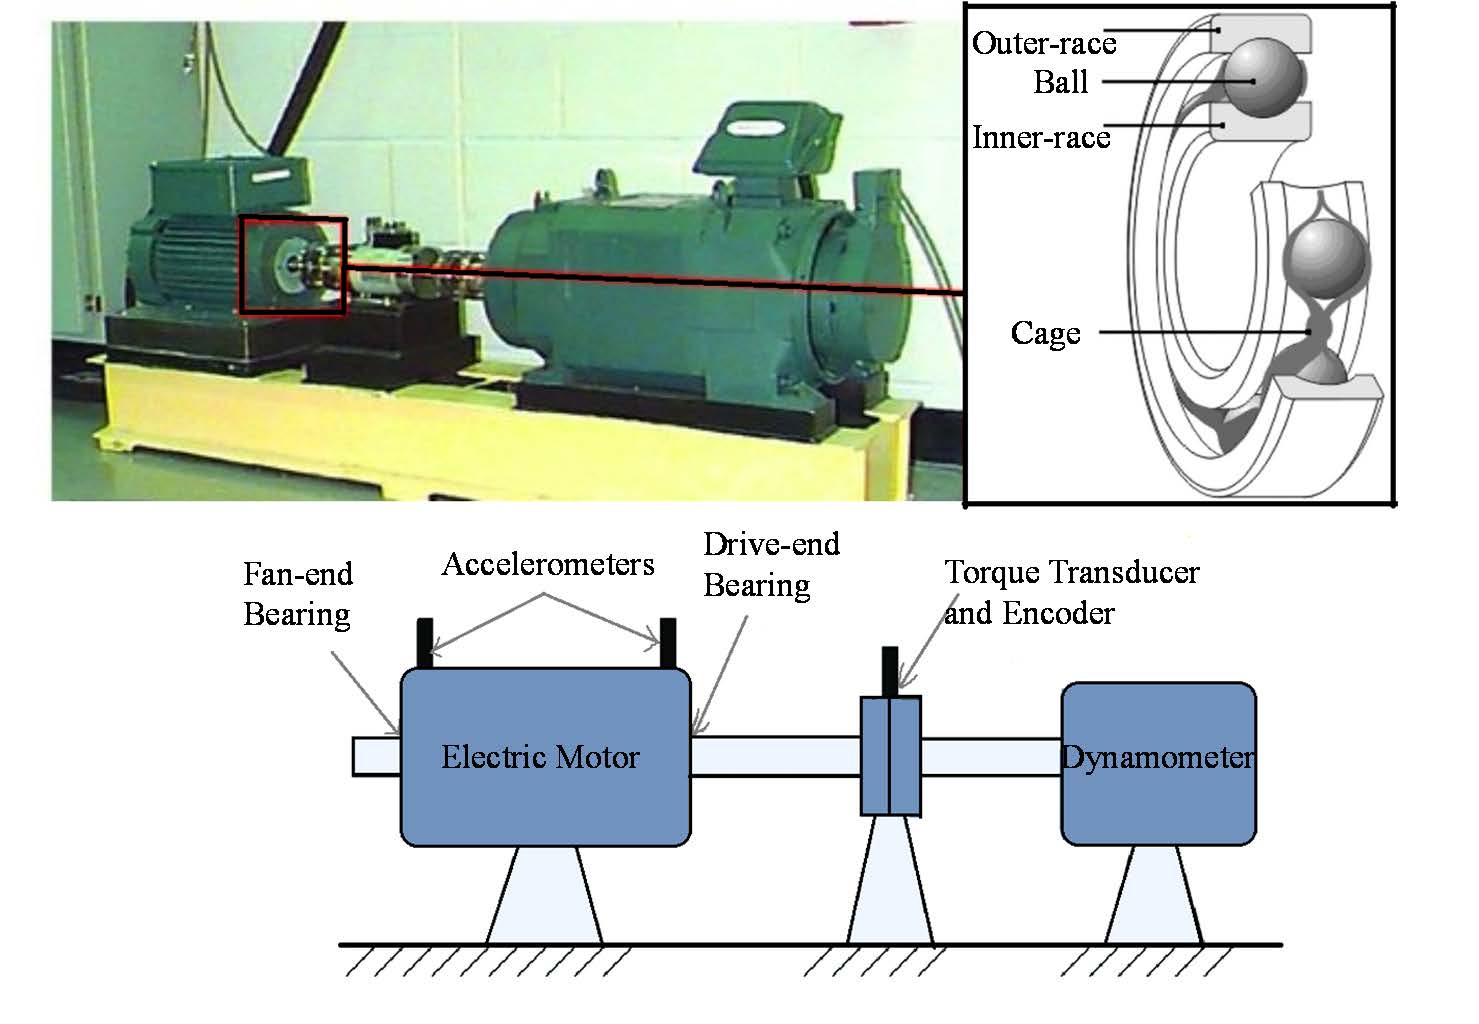 Outer-race
Ball
Inner-race
Cage
Fan-end
Bearing
Accelerometers
Drive-end
Bearing
Torque Transducer
and Encoder
Electric Motor
Dynamometer